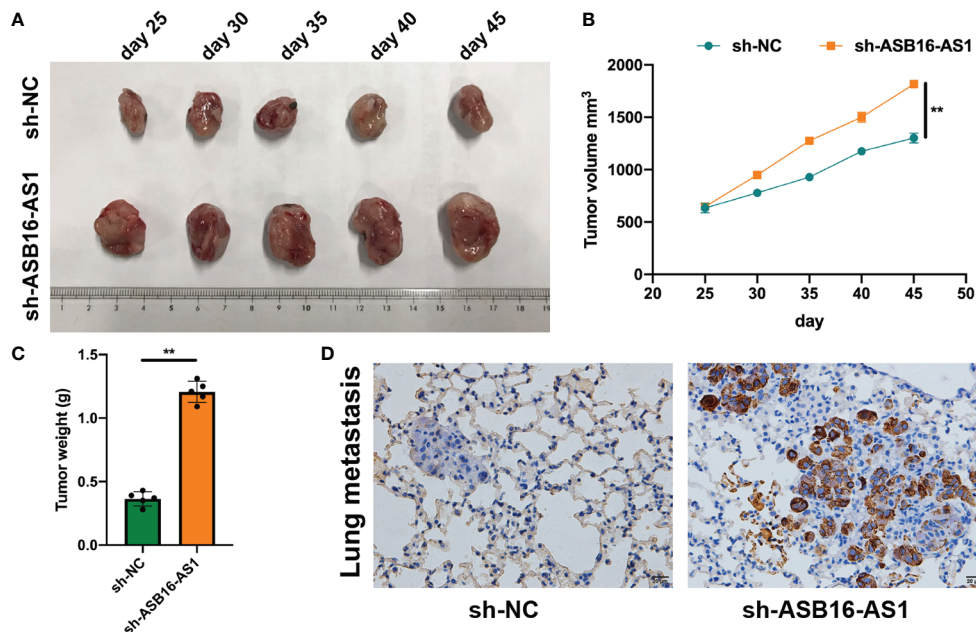 A
day 25 day 30 day 35 day 40 day 45
sh-NC
sh-ASB16-AS1
1 2 3 4 5 6 7 8 9 10 11 12 13 14 15 16 17 18 19
B
sh-NC sh-ASB16-AS1
Tumor volume mm³
2000
1500
1000
500
0
**
20 25 30 35 40 45 50
day
C
**
Tumor weight (g)
1.5
1.0
0.5
0.0
sh-NC
sh-ASB16-AS1
D
Lung metastasis
sh-NC
sh-ASB16-AS1